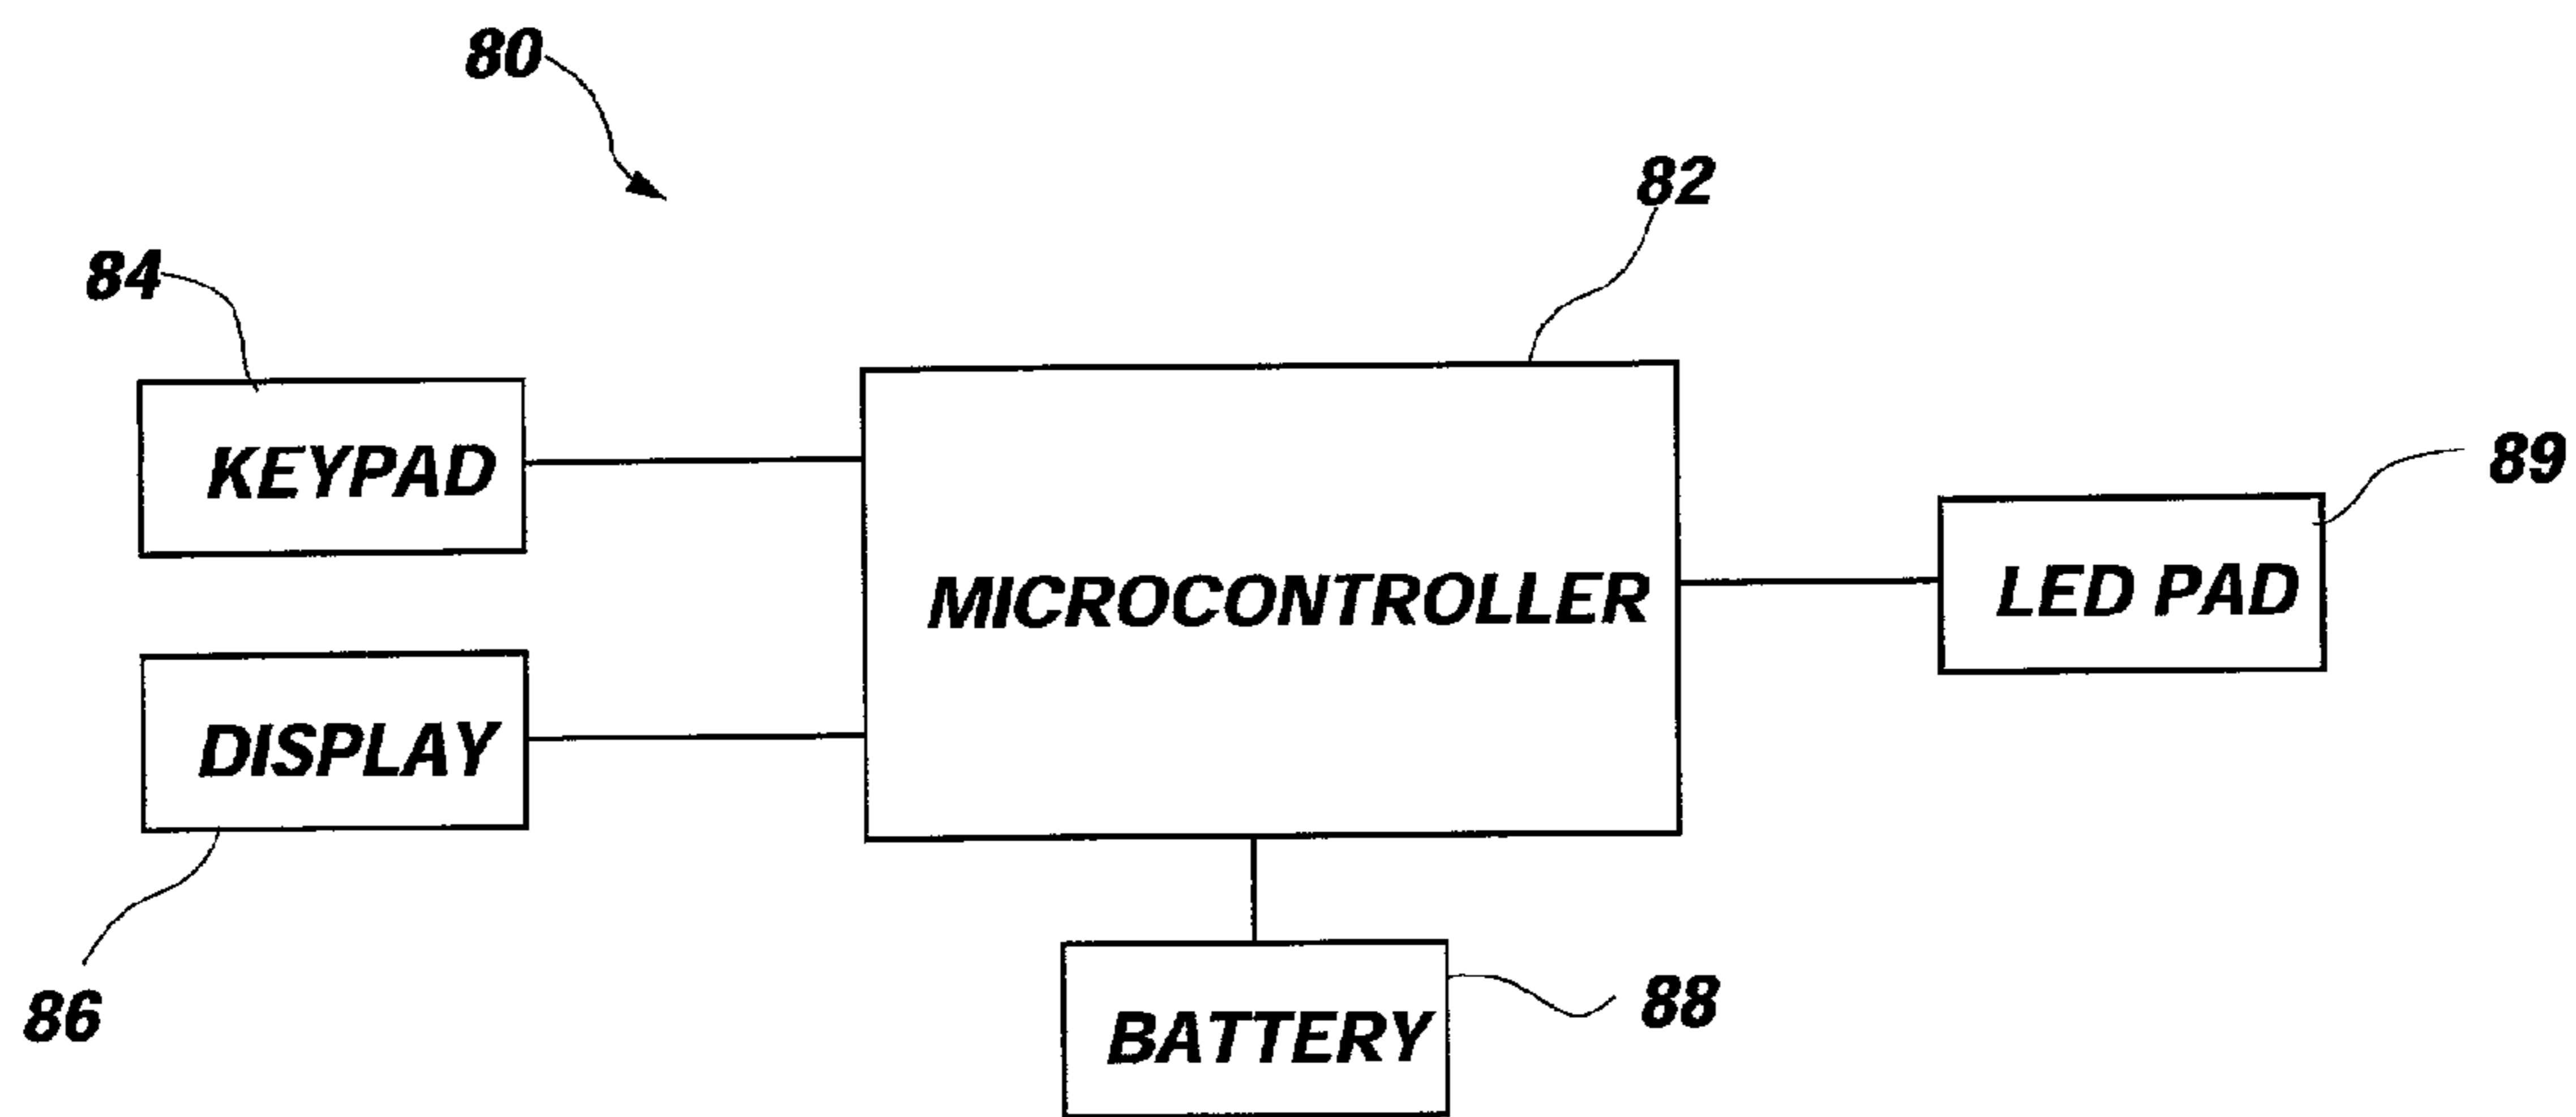 80
82
84
KEYPAD
89
MICROCONTROLLER
LED PAD
DISPLAY
86
88
BATTERY